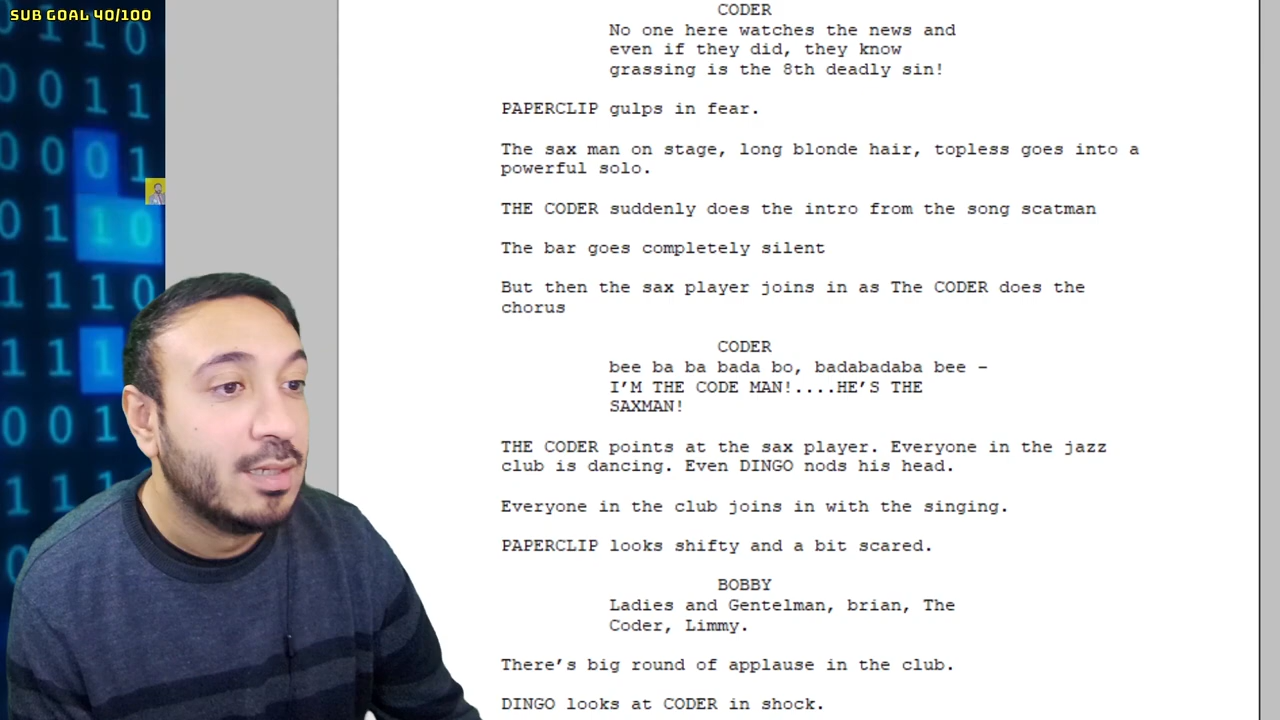 SUB GOAL 40/100
CODER
No one here watches the news and
even if they did, they know
grassing is the 8th deadly sin!
PAPERCLIP gulps in fear.
The sax man on stage, long blonde hair, topless goes into a
powerful solo.
THE CODER suddenly does the intro from the song scatman
The bar goes completely silent
But then the sax player joins in as The CODER does the
chorus
CODER
bee ba ba bada bo, badabadaba bee –
I’M THE CODE MAN!....HE’S THE
SAXMAN!
THE CODER points at the sax player. Everyone in the jazz
club is dancing. Even DINGO nods his head.
Everyone in the club joins in with the singing.
PAPERCLIP looks shifty and a bit scared.
BOBBY
Ladies and Gentelman, brian, The
Coder, Limmy.
There’s big round of applause in the club.
DINGO looks at CODER in shock.